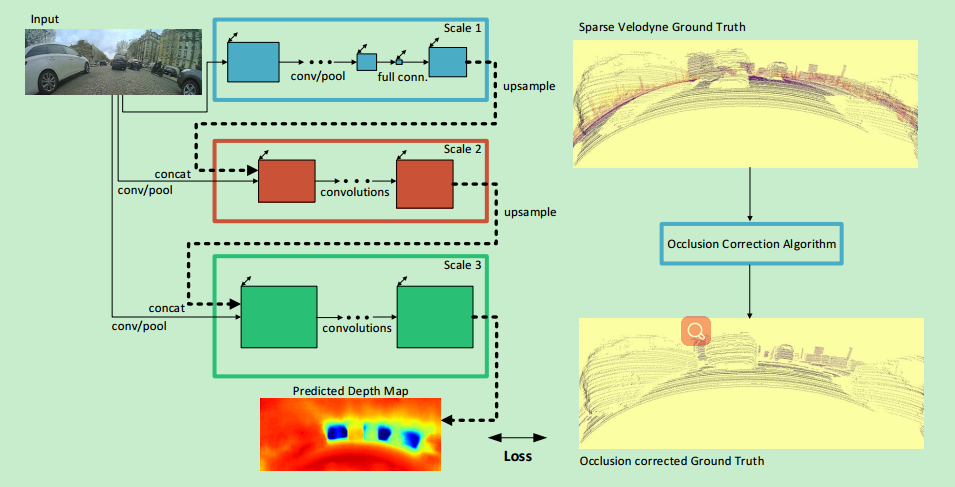 Input
Scale 1
conv/pool
full conn.
upsample
Scale 2
concat
conv/pool
convolutions
upsample
Scale 3
concat
conv/pool
convolutions
Predicted Depth Map
Loss
Sparse Velodyne Ground Truth
Occlusion Correction Algorithm
Occlusion corrected Ground Truth